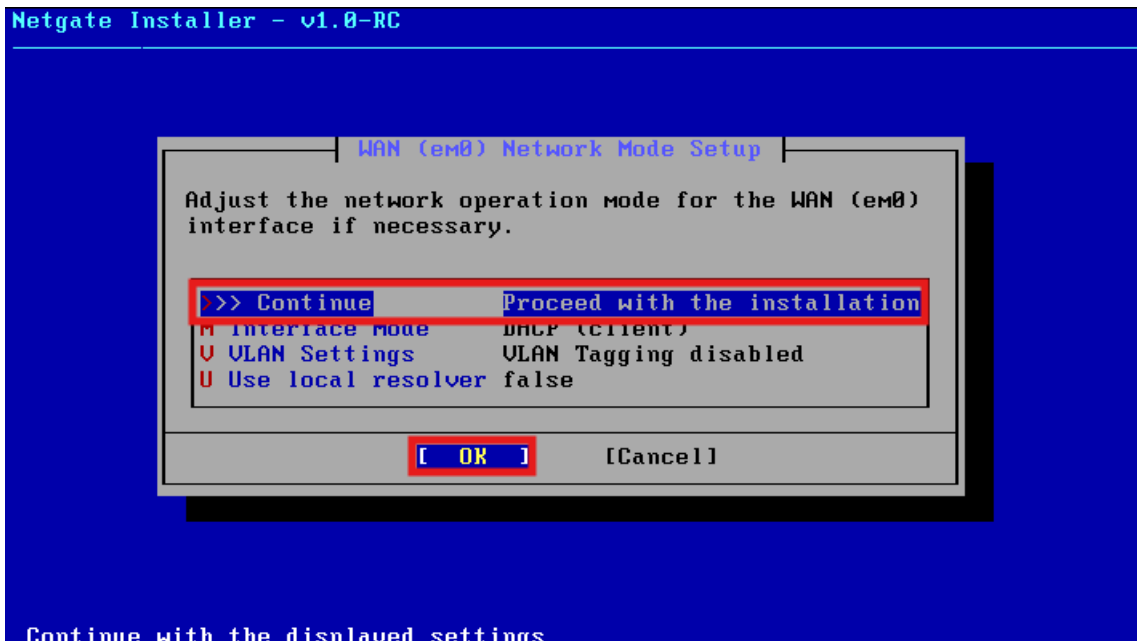 Netgate Installer - v1.0-RC
WAN (em0) Network Mode Setup
Adjust the network operation mode for the WAN (em0)
interface if necessary.
>>> Continue Proceed with the installation
M Interface Mode DHCP (client)
V VLAN Settings VLAN Tagging disabled
U Use local resolver false
[ OK ] [Cancel]
Continue with the displayed settings